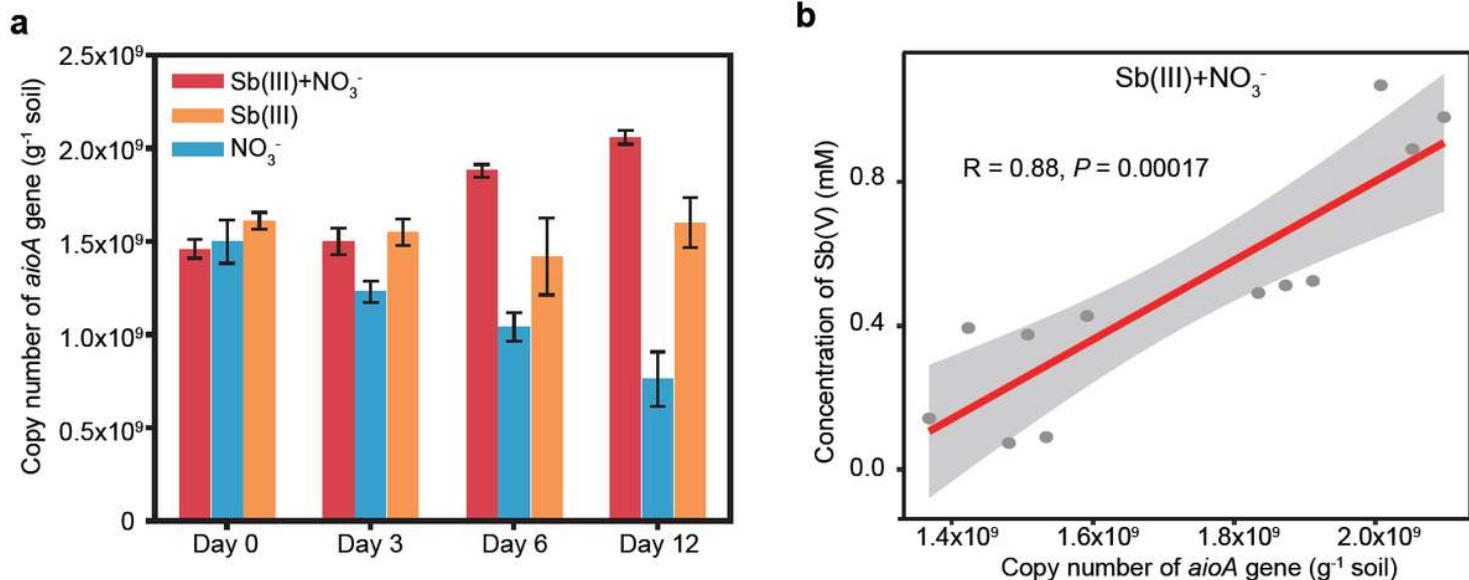 a
Copy number of aioA gene (g⁻¹ soil)
2.5x10⁹
2.0x10⁹
1.5x10⁹
1.0x10⁹
0.5x10⁹
0
Sb(III)+NO₃⁻
Sb(III)
NO₃⁻
Day 0
Day 3
Day 6
Day 12
b
Concentration of Sb(V) (mM)
0.8
0.4
0.0
Sb(III)+NO₃⁻
R = 0.88, P = 0.00017
1.4x10⁹
1.6x10⁹
1.8x10⁹
2.0x10⁹
Copy number of aioA gene (g⁻¹ soil)